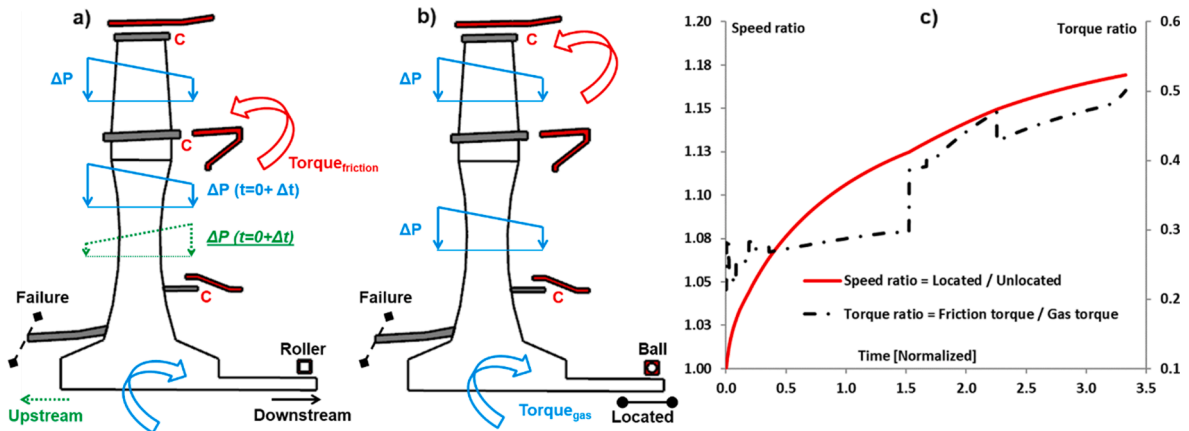 a)
C
ΔP
C
Torquefriction
ΔP (t=0+ Δt)
ΔP (t=0+Δt)
C
Failure
Roller
Upstream
Downstream
b)
C
ΔP
ΔP
C
Failure
Ball
Torquegas
Located
c)
Speed ratio
Torque ratio
1.20
1.18
1.15
1.13
1.10
1.08
1.05
1.03
1.00
0.6
0.5
0.4
0.3
0.2
0.1
Speed ratio = Located / Unlocated
Torque ratio = Friction torque / Gas torque
Time [Normalized]
0.0 0.5 1.0 1.5 2.0 2.5 3.0 3.5